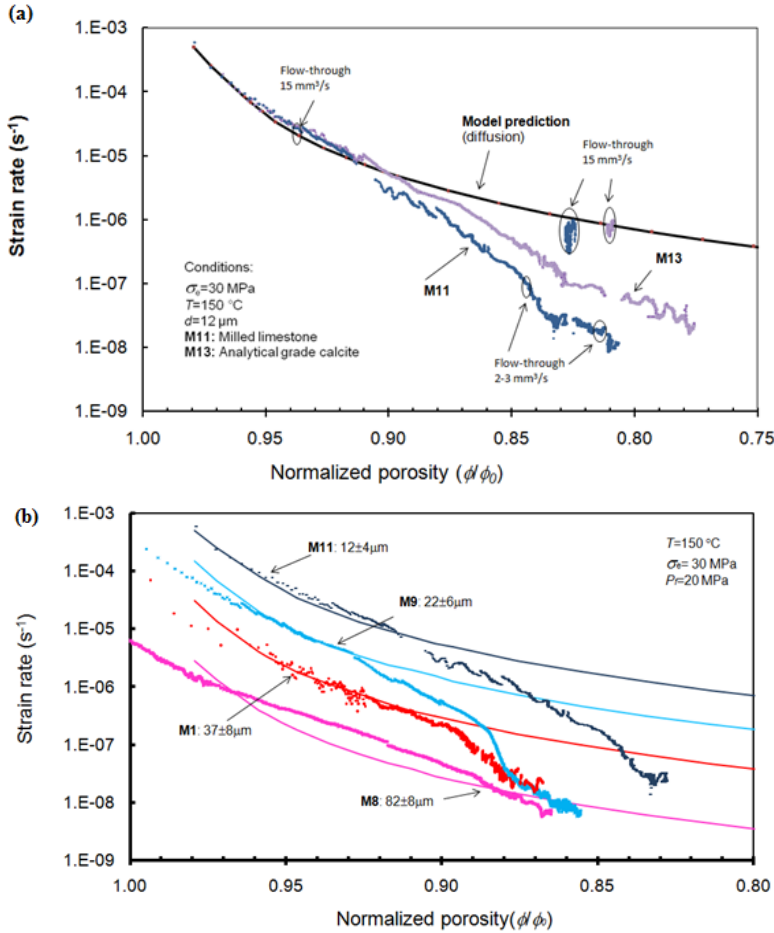 (a)
1.E-03
1.E-04
1.E-05
1.E-06
1.E-07
1.E-08
1.E-09
Strain rate (s⁻¹)
Flow-through
15 mm³/s
Model prediction
(diffusion)
Flow-through
15 mm³/s
M11
M13
Conditions:
σe=30 MPa
T=150 °C
d=12 μm
M11: Milled limestone
M13: Analytical grade calcite
Flow-through
2-3 mm³/s
1.00 0.95 0.90 0.85 0.80 0.75
Normalized porosity (ϕ/ϕ0)
(b)
1.E-03
1.E-04
1.E-05
1.E-06
1.E-07
1.E-08
1.E-09
Strain rate (s⁻¹)
M11: 12±4μm
T=150 °C
σe= 30 MPa
Pf=20 MPa
M9: 22±6μm
M1: 37±8μm
M8: 82±8μm
1.00 0.95 0.90 0.85 0.80
Normalized porosity(ϕ/ϕ0)